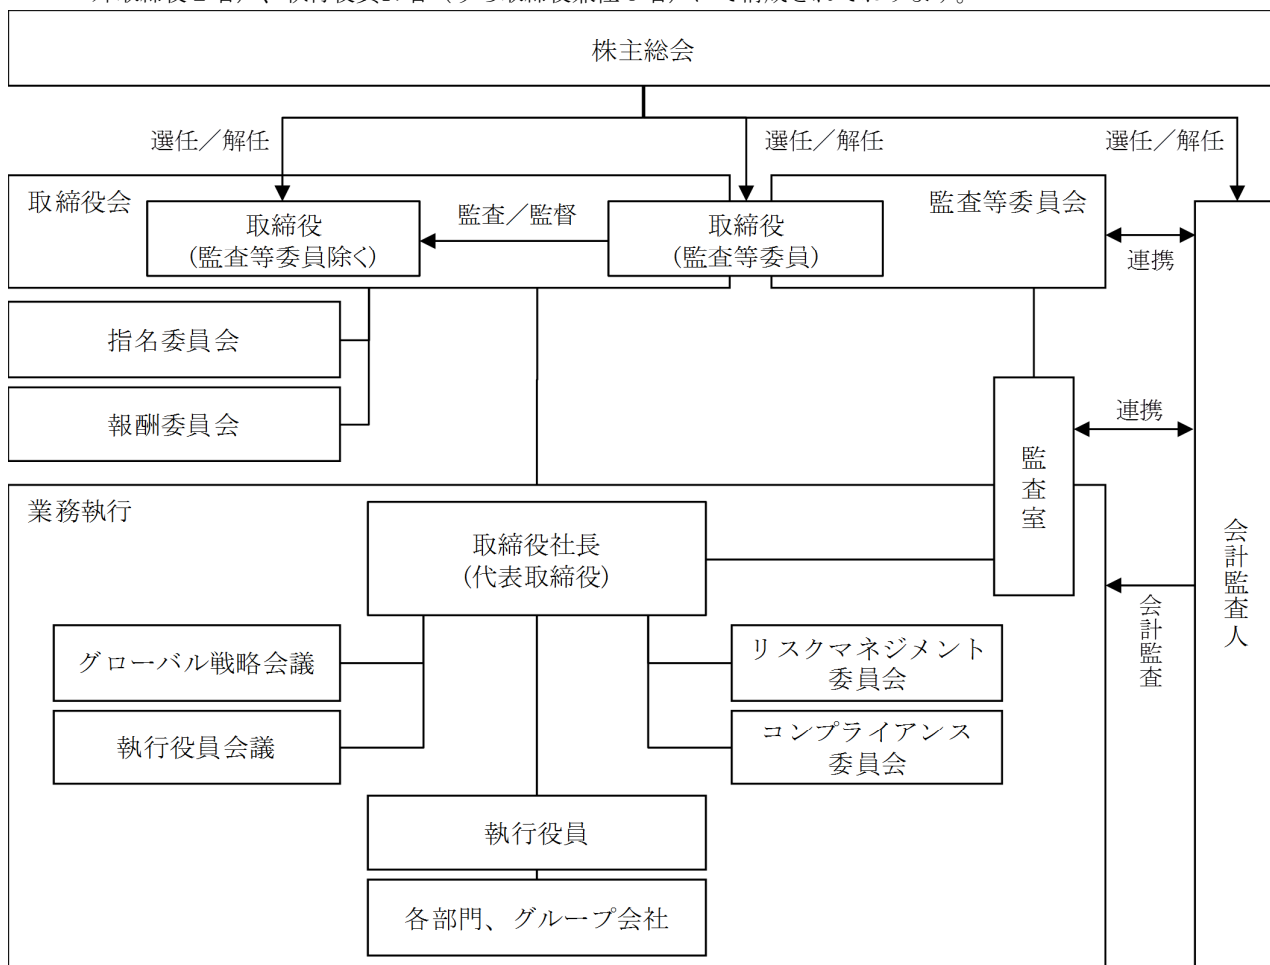 株主総会
選任／解任
選任／解任
選任／解任
取締役会
取締役
(監査等委員除く)
監査／監督
取締役
(監査等委員)
監査等委員会
連携
指名委員会
報酬委員会
連携
監査室
会計監査人
会計監査
業務執行
取締役社長
(代表取締役)
グローバル戦略会議
リスクマネジメント
委員会
執行役員会議
コンプライアンス
委員会
執行役員
各部門、グループ会社